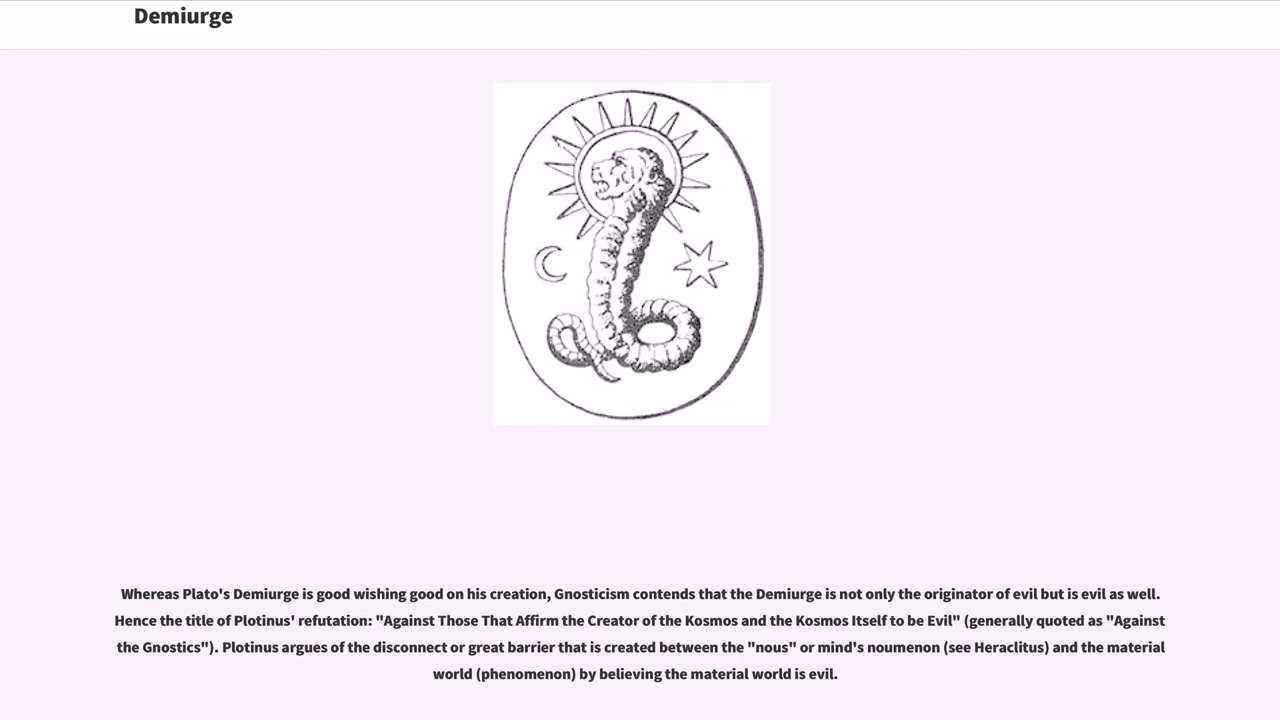 Demiurge
Whereas Plato's Demiurge is good wishing good on his creation, Gnosticism contends that the Demiurge is not only the originator of evil but is evil as well.
Hence the title of Plotinus' refutation: "Against Those That Affirm the Creator of the Kosmos and the Kosmos Itself to be Evil" (generally quoted as "Against
the Gnostics"). Plotinus argues of the disconnect or great barrier that is created between the "nous" or mind's noumenon (see Heraclitus) and the material
world (phenomenon) by believing the material world is evil.